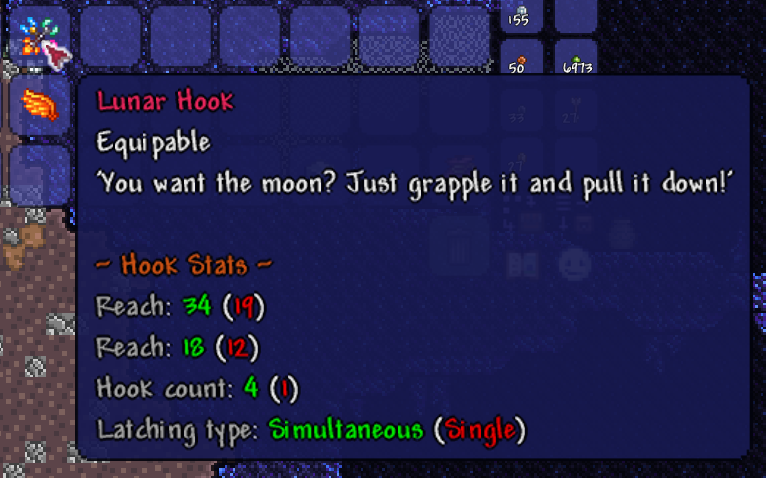 155
50 6973
Lunar Hook
Equipable
'You want the moon? Just grapple it and pull it down!'
~ Hook Stats ~
Reach: 34 (19)
Reach: 18 (12)
Hook count: 4 (1)
Latching type: Simultaneous (Single)